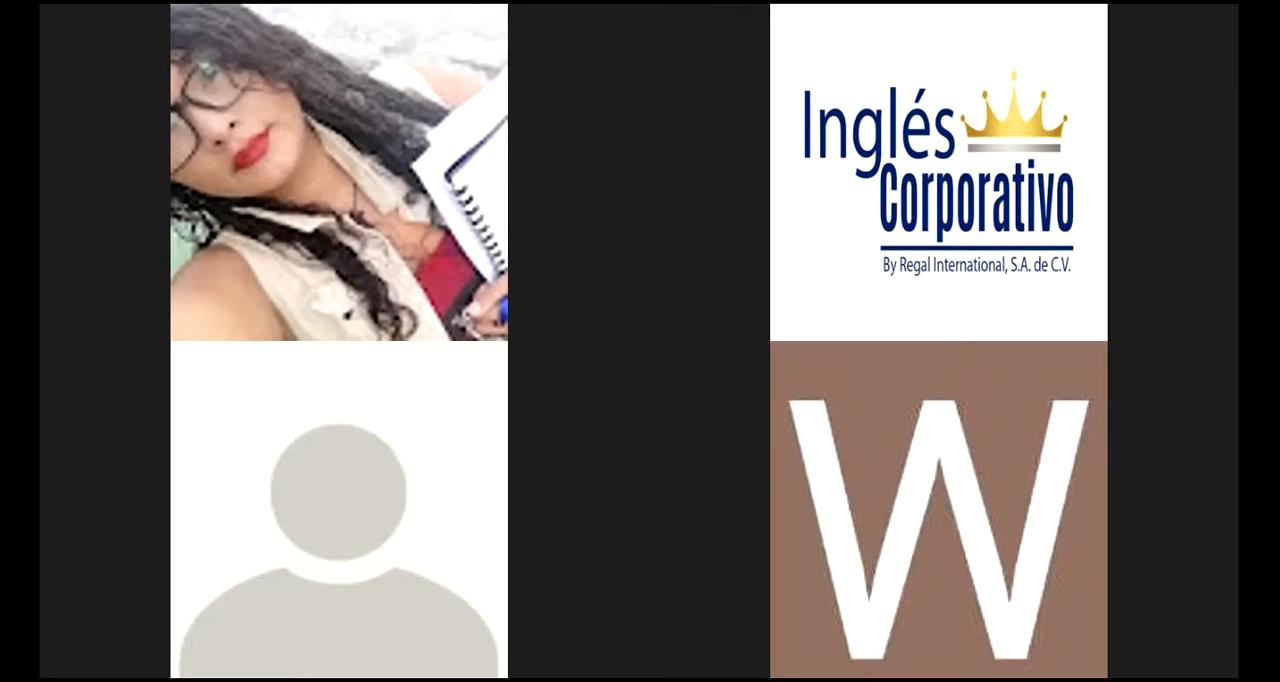 Inglés
Corporativo
By Regal International, S.A. de C.V.
W